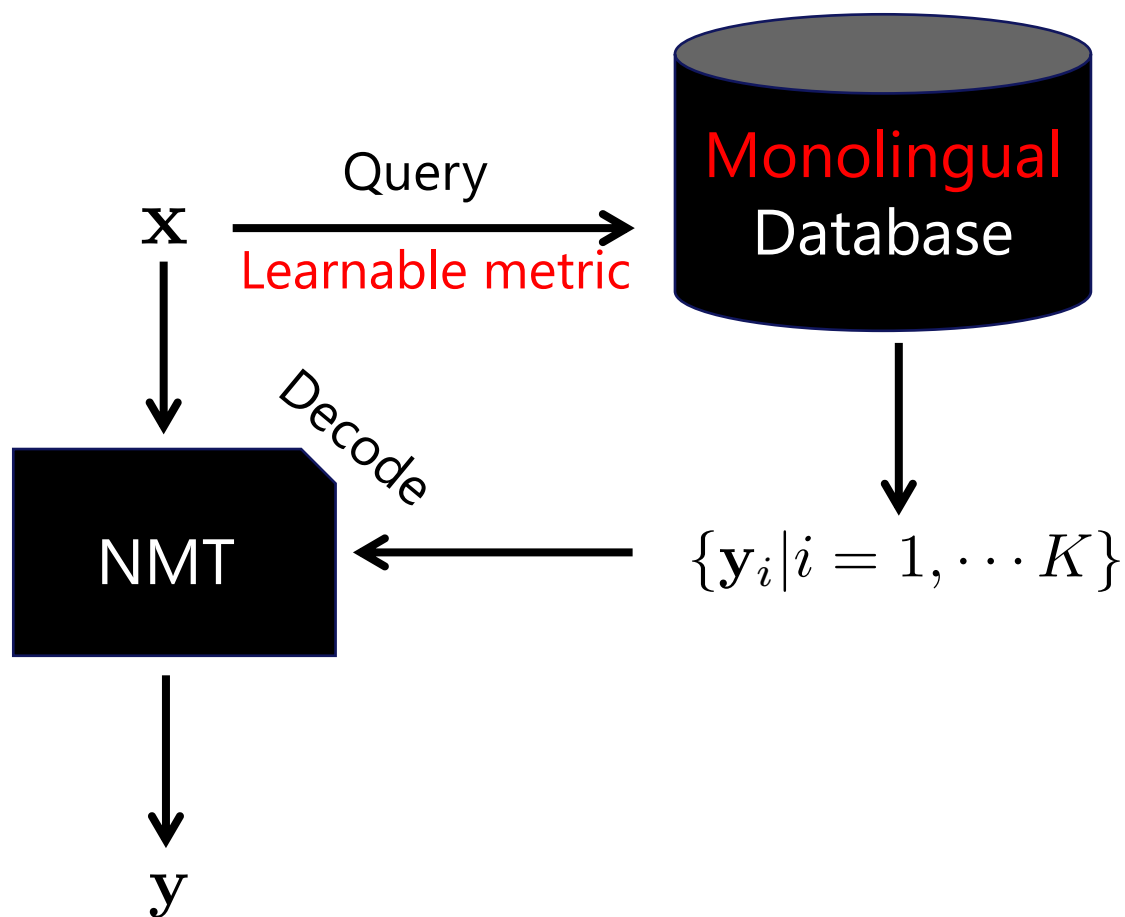 Query
Monolingual
Database
x
Learnable metric
Decode
NMT
{y_i|i = 1, ··· K}
y